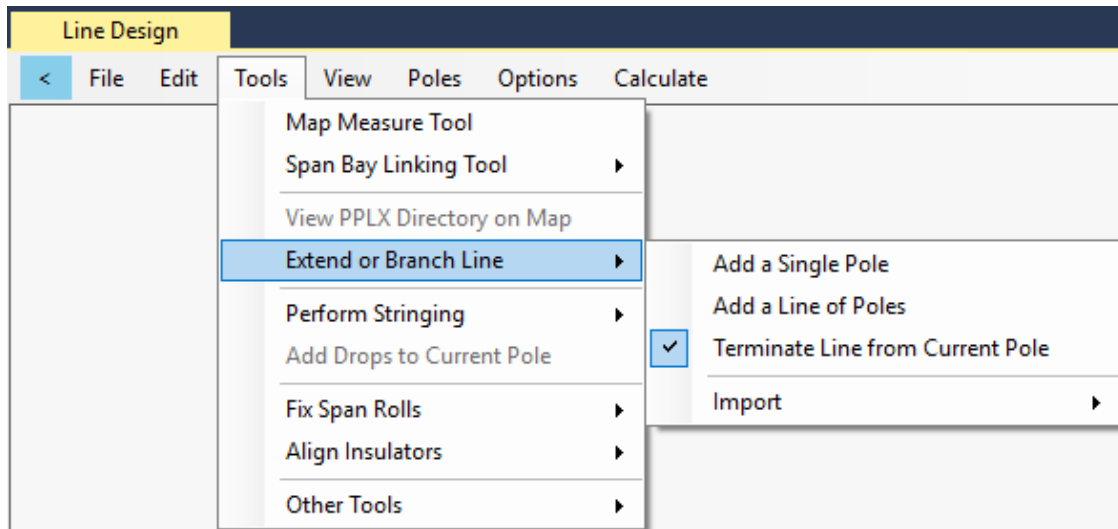 Line Design
< File Edit Tools View Poles Options Calculate
Map Measure Tool
Span Bay Linking Tool
View PPLX Directory on Map
Extend or Branch Line
Perform Stringing
Add Drops to Current Pole
Fix Span Rolls
Align Insulators
Other Tools
Add a Single Pole
Add a Line of Poles
Terminate Line from Current Pole
Import